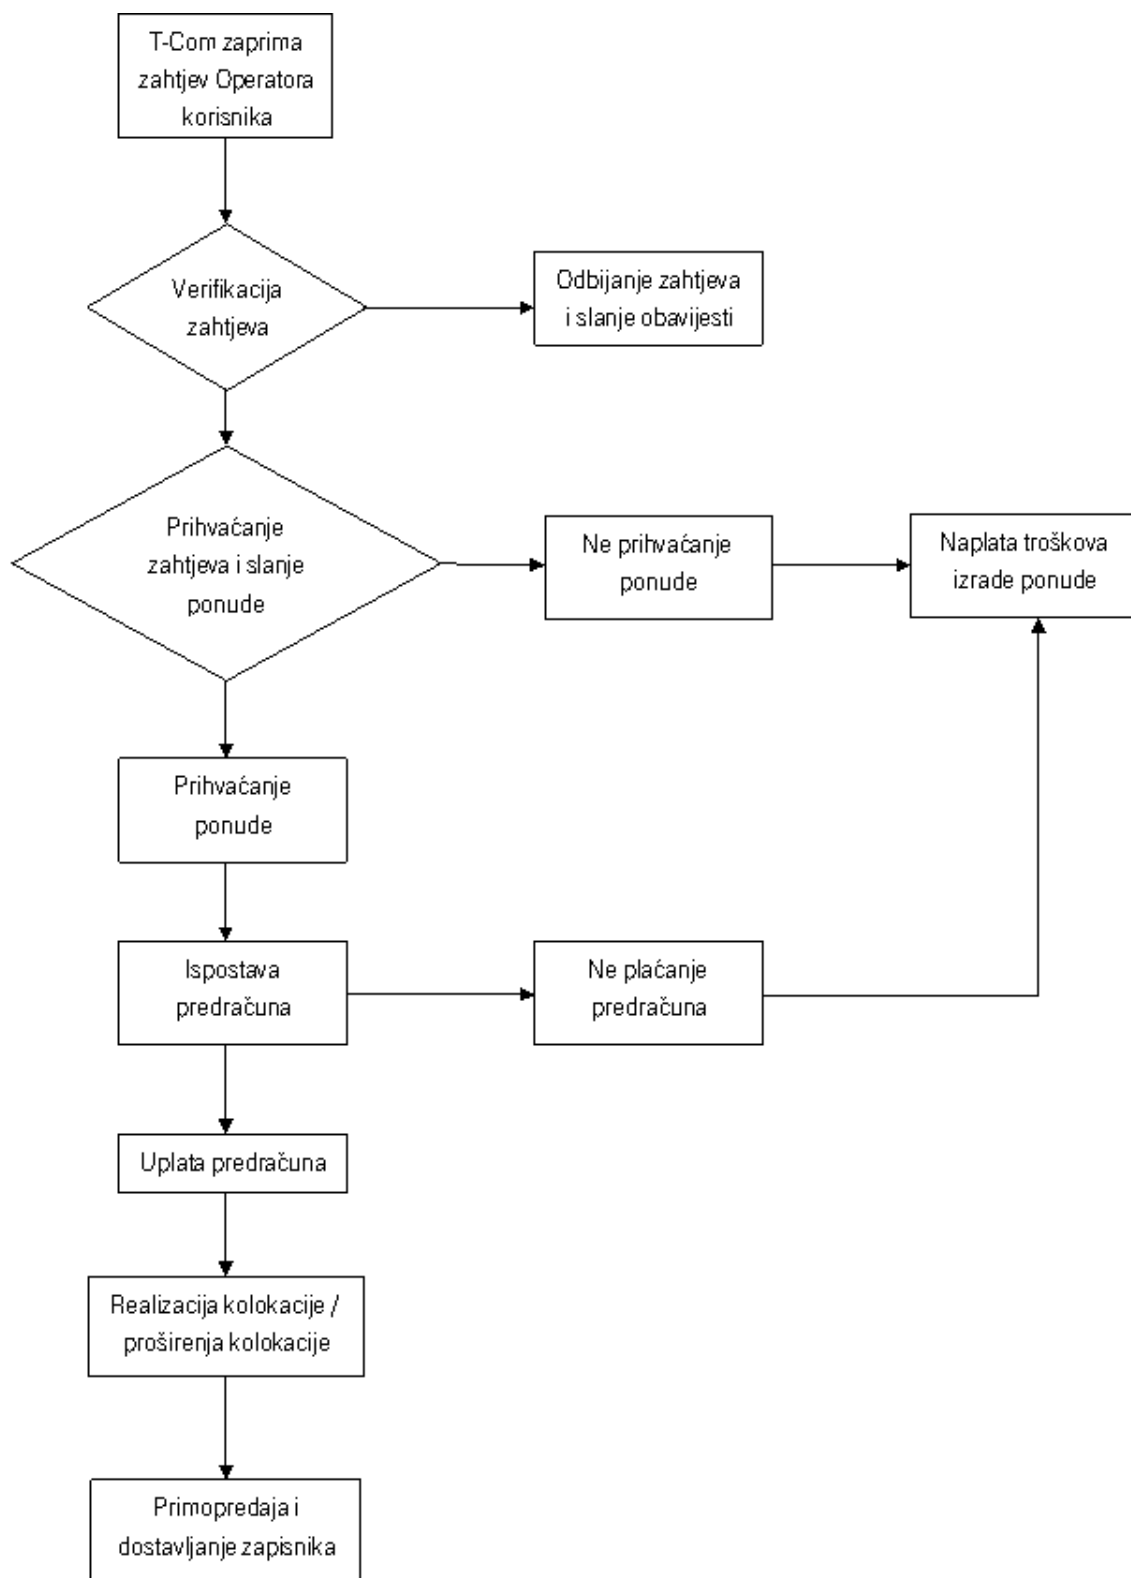 T-Com zaprima
zahtjev Operatora
korisnika
Verifikacija
zahtjeva
Odbijanje zahtjeva
i slanje obavijesti
Prihvaćanje
zahtjeva i slanje
ponude
Ne prihvaćanje
ponude
Naplata troškova
izrade ponude
Prihvaćanje
ponude
Ispostava
predračuna
Ne plaćanje
predračuna
Uplata predračuna
Realizacija kolokacije /
proširenja kolokacije
Primopredaja i
dostavljanje zapisnika